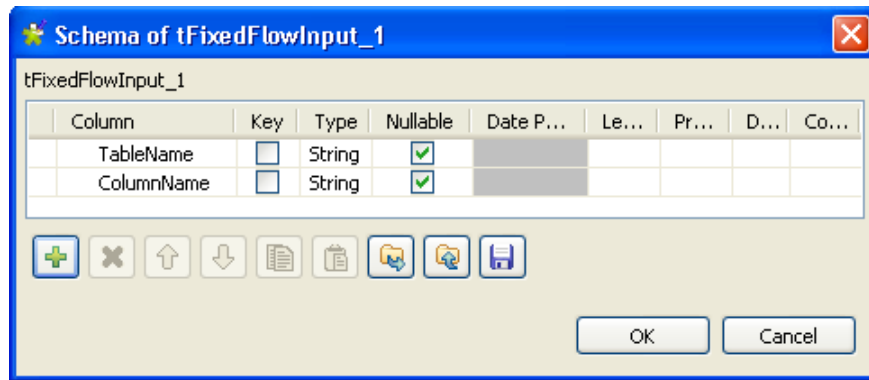 Schema of tFixedFlowInput_1
tFixedFlowInput_1
Column Key Type Nullable Date P... Le... Pr... D... Co...
TableName String
ColumnName String
OK Cancel